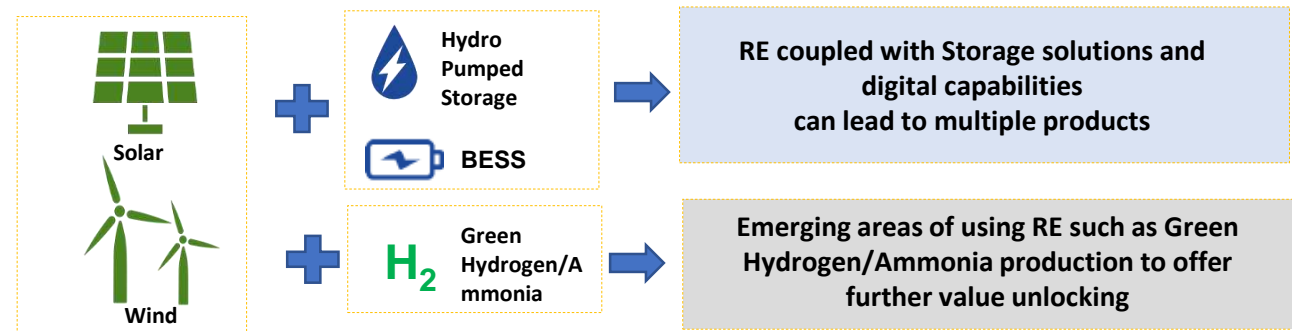 Solar
Wind
Hydro
Pumped
Storage
BESS
H₂
Green
Hydrogen/A
mmonia
RE coupled with Storage solutions and
digital capabilities
can lead to multiple products
Emerging areas of using RE such as Green
Hydrogen/Ammonia production to offer
further value unlocking